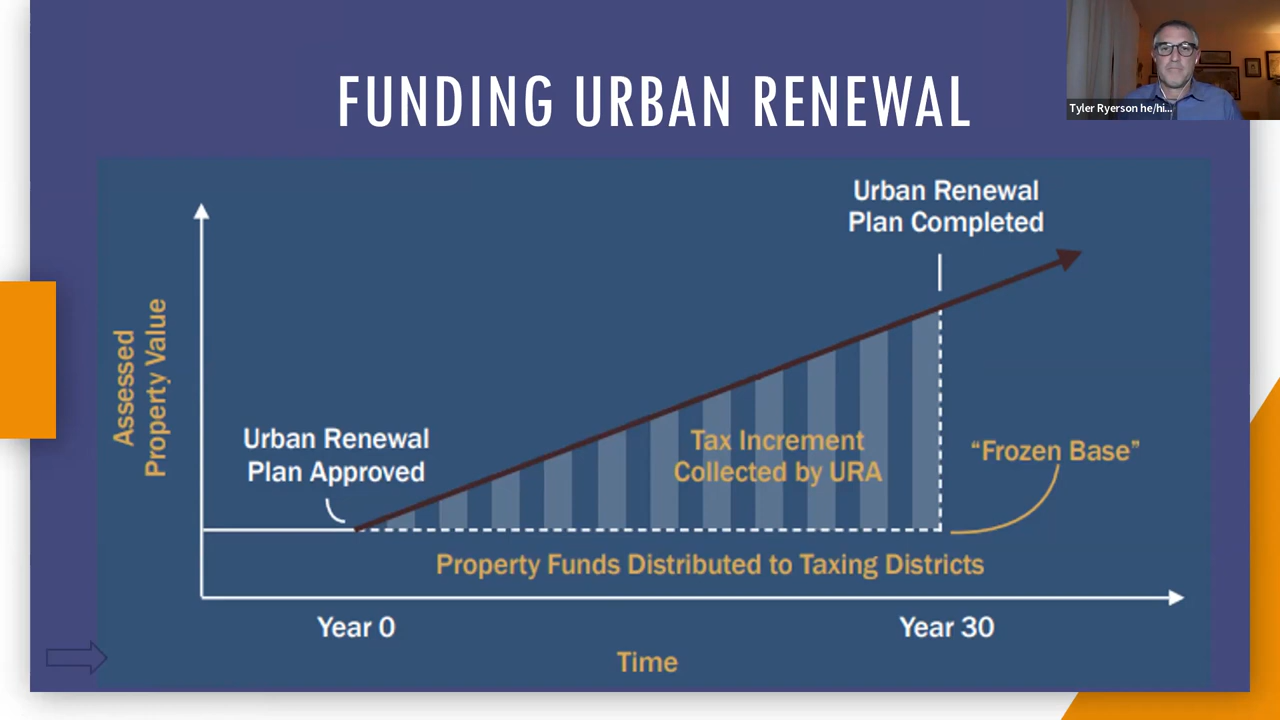 FUNDING URBAN RENEWAL
Tyler Ryerson he/hi...
Urban Renewal
Plan Completed
Assessed
Property Value
Urban Renewal
Plan Approved
Tax Increment
Collected by URA
“Frozen Base”
Property Funds Distributed to Taxing Districts
Year 0
Year 30
Time